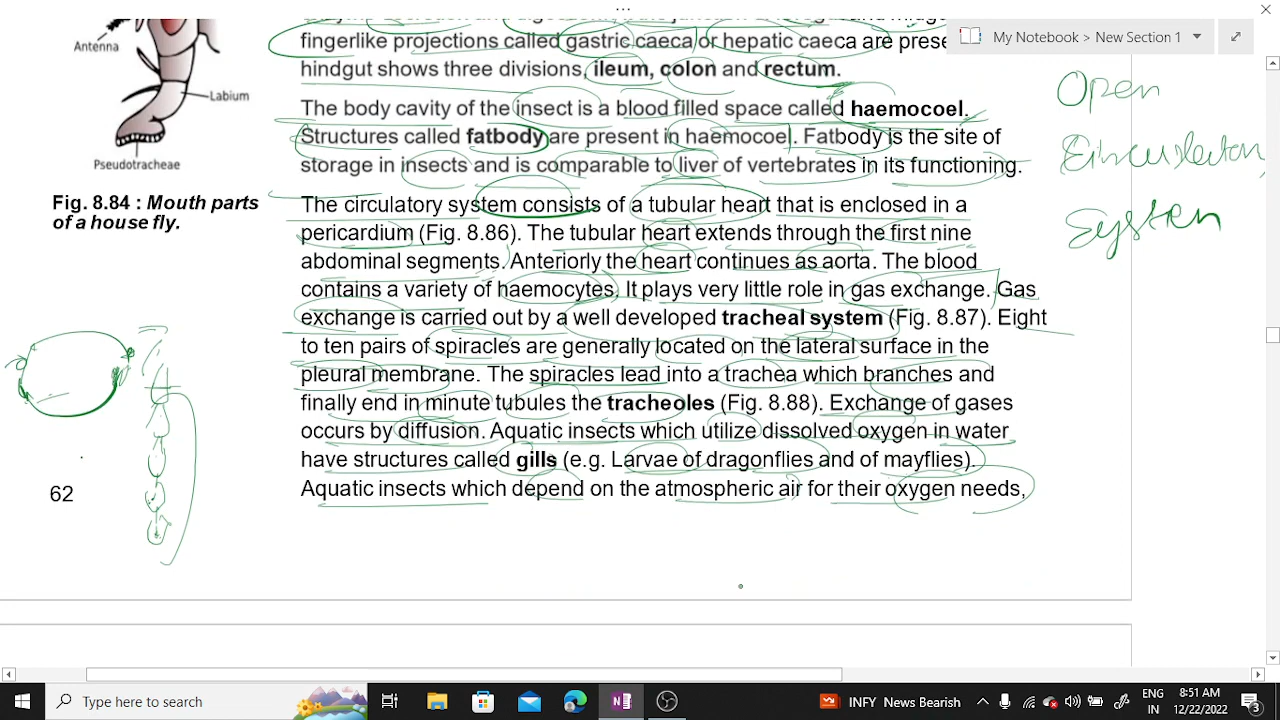 My Notebook > New Section 1
Antenna
Labium
Pseudotracheae
Fig. 8.84 : Mouth parts
of a house fly.
62
fingerlike projections called gastric caeca or hepatic caeca are prese
hindgut shows three divisions, ileum, colon and rectum.
The body cavity of the insect is a blood filled space called haemocoel.
Structures called fatbody are present in haemocoel. Fatbody is the site of
storage in insects and is comparable to liver of vertebrates in its functioning.
The circulatory system consists of a tubular heart that is enclosed in a
pericardium (Fig. 8.86). The tubular heart extends through the first nine
abdominal segments. Anteriorly the heart continues as aorta. The blood
contains a variety of haemocytes. It plays very little role in gas exchange. Gas
exchange is carried out by a well developed tracheal system (Fig. 8.87). Eight
to ten pairs of spiracles are generally located on the lateral surface in the
pleural membrane. The spiracles lead into a trachea which branches and
finally end in minute tubules the tracheoles (Fig. 8.88). Exchange of gases
occurs by diffusion. Aquatic insects which utilize dissolved oxygen in water
have structures called gills (e.g. Larvae of dragonflies and of mayflies).
Aquatic insects which depend on the atmospheric air for their oxygen needs,
Open
System
Type here to search
INFY News Bearish
ENG
IN
8:51 AM
12/22/2022
3